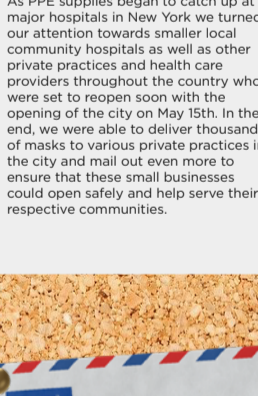 As PPE supplies began to catch up at
major hospitals in New York we turned
our attention towards smaller local
community hospitals as well as other
private practices and health care
providers throughout the country who
were set to reopen soon with the
opening of the city on May 15th. In the
end, we were able to deliver thousand
of masks to various private practices i
the city and mail out even more to
ensure that these small businesses
could open safely and help serve their
respective communities.